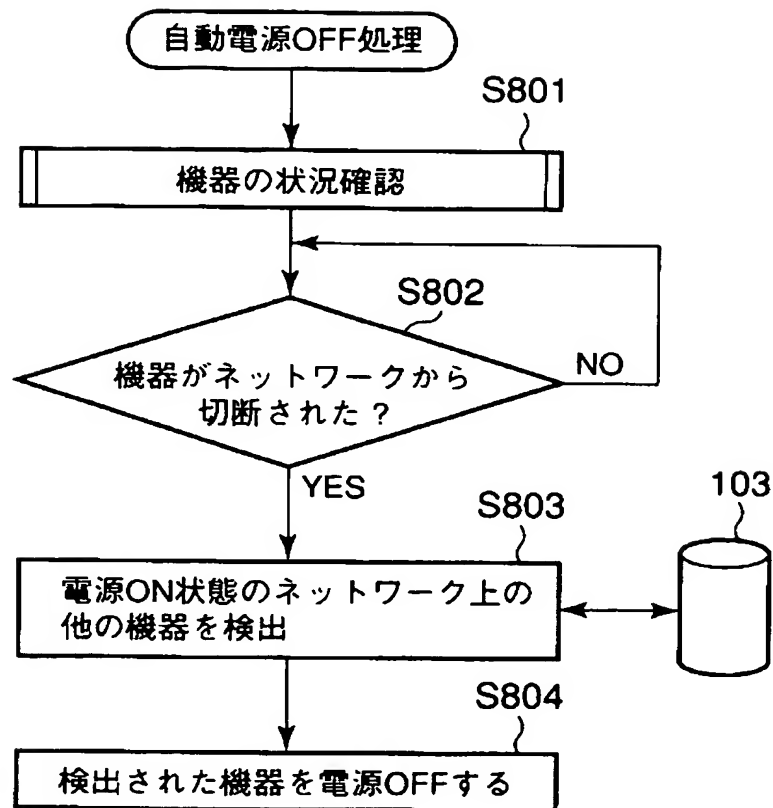 自動電源OFF処理
S801
機器の状況確認
S802
機器がネットワークから
切断された？
NO
YES
S803
103
電源ON状態のネットワーク上の
他の機器を検出
S804
検出された機器を電源OFFする